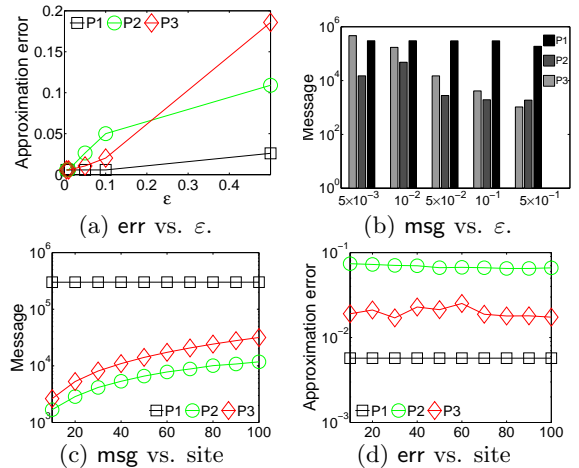 P1 P2 P3
Approximation error
0.2
0.15
0.1
0.05
0
0 0.2 0.4
ε
(a) err vs. ε.
P1
P2
P3
Message
10^6
10^4
10^2
10^0
5×10^-3 10^-2 5×10^-2 10^-1 5×10^-1
(b) msg vs. ε.
Message
10^6
10^5
10^4
10^3
P1 P2 P3
20 40 60 80 100
(c) msg vs. site
Approximation error
10^-1
10^-2
10^-3
P1 P2 P3
20 40 60 80 100
(d) err vs. site